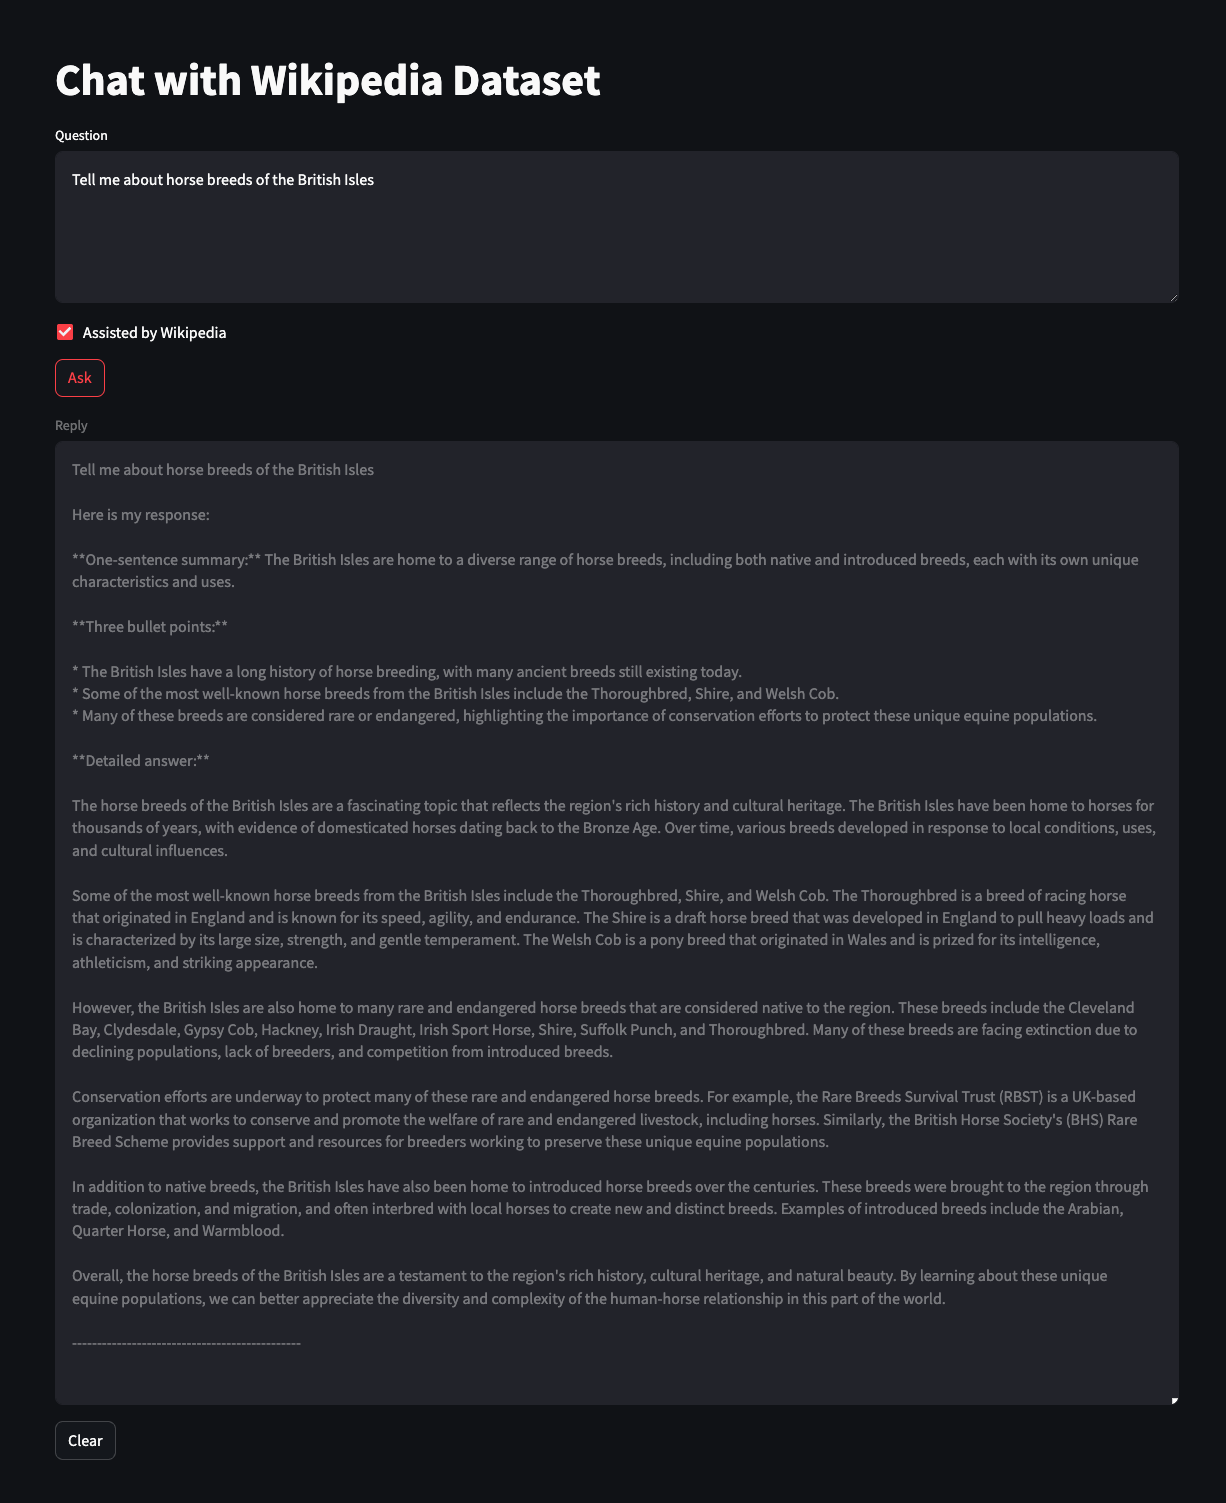 Chat with Wikipedia Dataset
Question
Tell me about horse breeds of the British Isles
Assisted by Wikipedia
Ask
Reply
Tell me about horse breeds of the British Isles
Here is my response:
**One-sentence summary:** The British Isles are home to a diverse range of horse breeds, including both native and introduced breeds, each with its own unique
characteristics and uses.
**Three bullet points:**
* The British Isles have a long history of horse breeding, with many ancient breeds still existing today.
* Some of the most well-known horse breeds from the British Isles include the Thoroughbred, Shire, and Welsh Cob.
* Many of these breeds are considered rare or endangered, highlighting the importance of conservation efforts to protect these unique equine populations.
**Detailed answer:**
The horse breeds of the British Isles are a fascinating topic that reflects the region's rich history and cultural heritage. The British Isles have been home to horses for
thousands of years, with evidence of domesticated horses dating back to the Bronze Age. Over time, various breeds developed in response to local conditions, uses,
and cultural influences.
Some of the most well-known horse breeds from the British Isles include the Thoroughbred, Shire, and Welsh Cob. The Thoroughbred is a breed of racing horse
that originated in England and is known for its speed, agility, and endurance. The Shire is a draft horse breed that was developed in England to pull heavy loads and
is characterized by its large size, strength, and gentle temperament. The Welsh Cob is a pony breed that originated in Wales and is prized for its intelligence,
athleticism, and striking appearance.
However, the British Isles are also home to many rare and endangered horse breeds that are considered native to the region. These breeds include the Cleveland
Bay, Clydesdale, Gypsy Cob, Hackney, Irish Draught, Irish Sport Horse, Shire, Suffolk Punch, and Thoroughbred. Many of these breeds are facing extinction due to
declining populations, lack of breeders, and competition from introduced breeds.
Conservation efforts are underway to protect many of these rare and endangered horse breeds. For example, the Rare Breeds Survival Trust (RBST) is a UK-based
organization that works to conserve and promote the welfare of rare and endangered livestock, including horses. Similarly, the British Horse Society's (BHS) Rare
Breed Scheme provides support and resources for breeders working to preserve these unique equine populations.
In addition to native breeds, the British Isles have also been home to introduced horse breeds over the centuries. These breeds were brought to the region through
trade, colonization, and migration, and often interbred with local horses to create new and distinct breeds. Examples of introduced breeds include the Arabian,
Quarter Horse, and Warmblood.
Overall, the horse breeds of the British Isles are a testament to the region's rich history, cultural heritage, and natural beauty. By learning about these unique
equine populations, we can better appreciate the diversity and complexity of the human-horse relationship in this part of the world.
----------------------------------------------
Clear